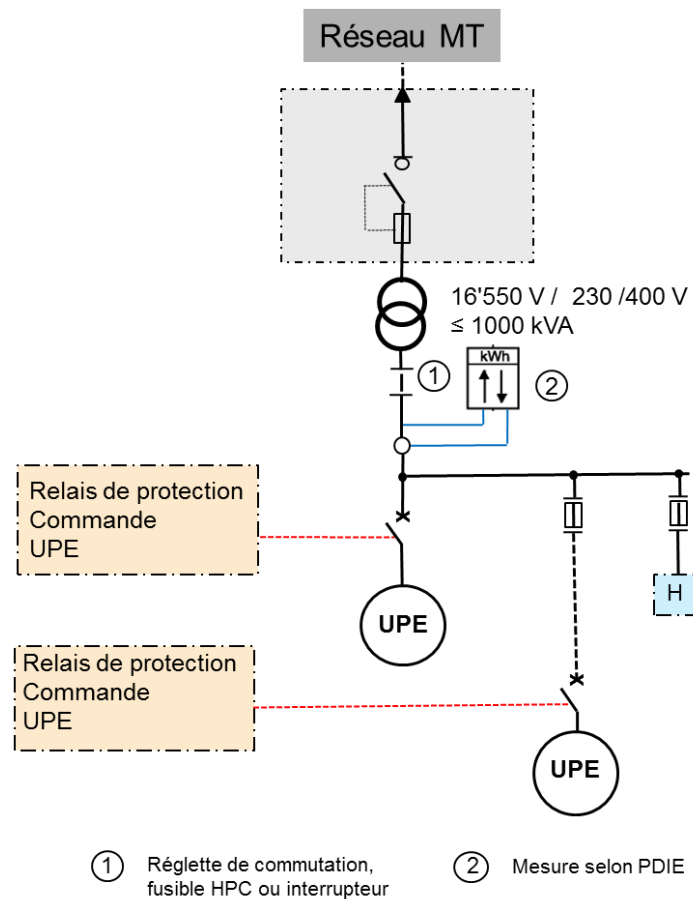 Réseau MT
16'550 V / 230 /400 V
≤ 1000 kVA
kWh
1
2
Relais de protection
Commande
UPE
H
UPE
Relais de protection
Commande
UPE
UPE
1 Réglette de commutation,
fusible HPC ou interrupteur
2 Mesure selon PDIE